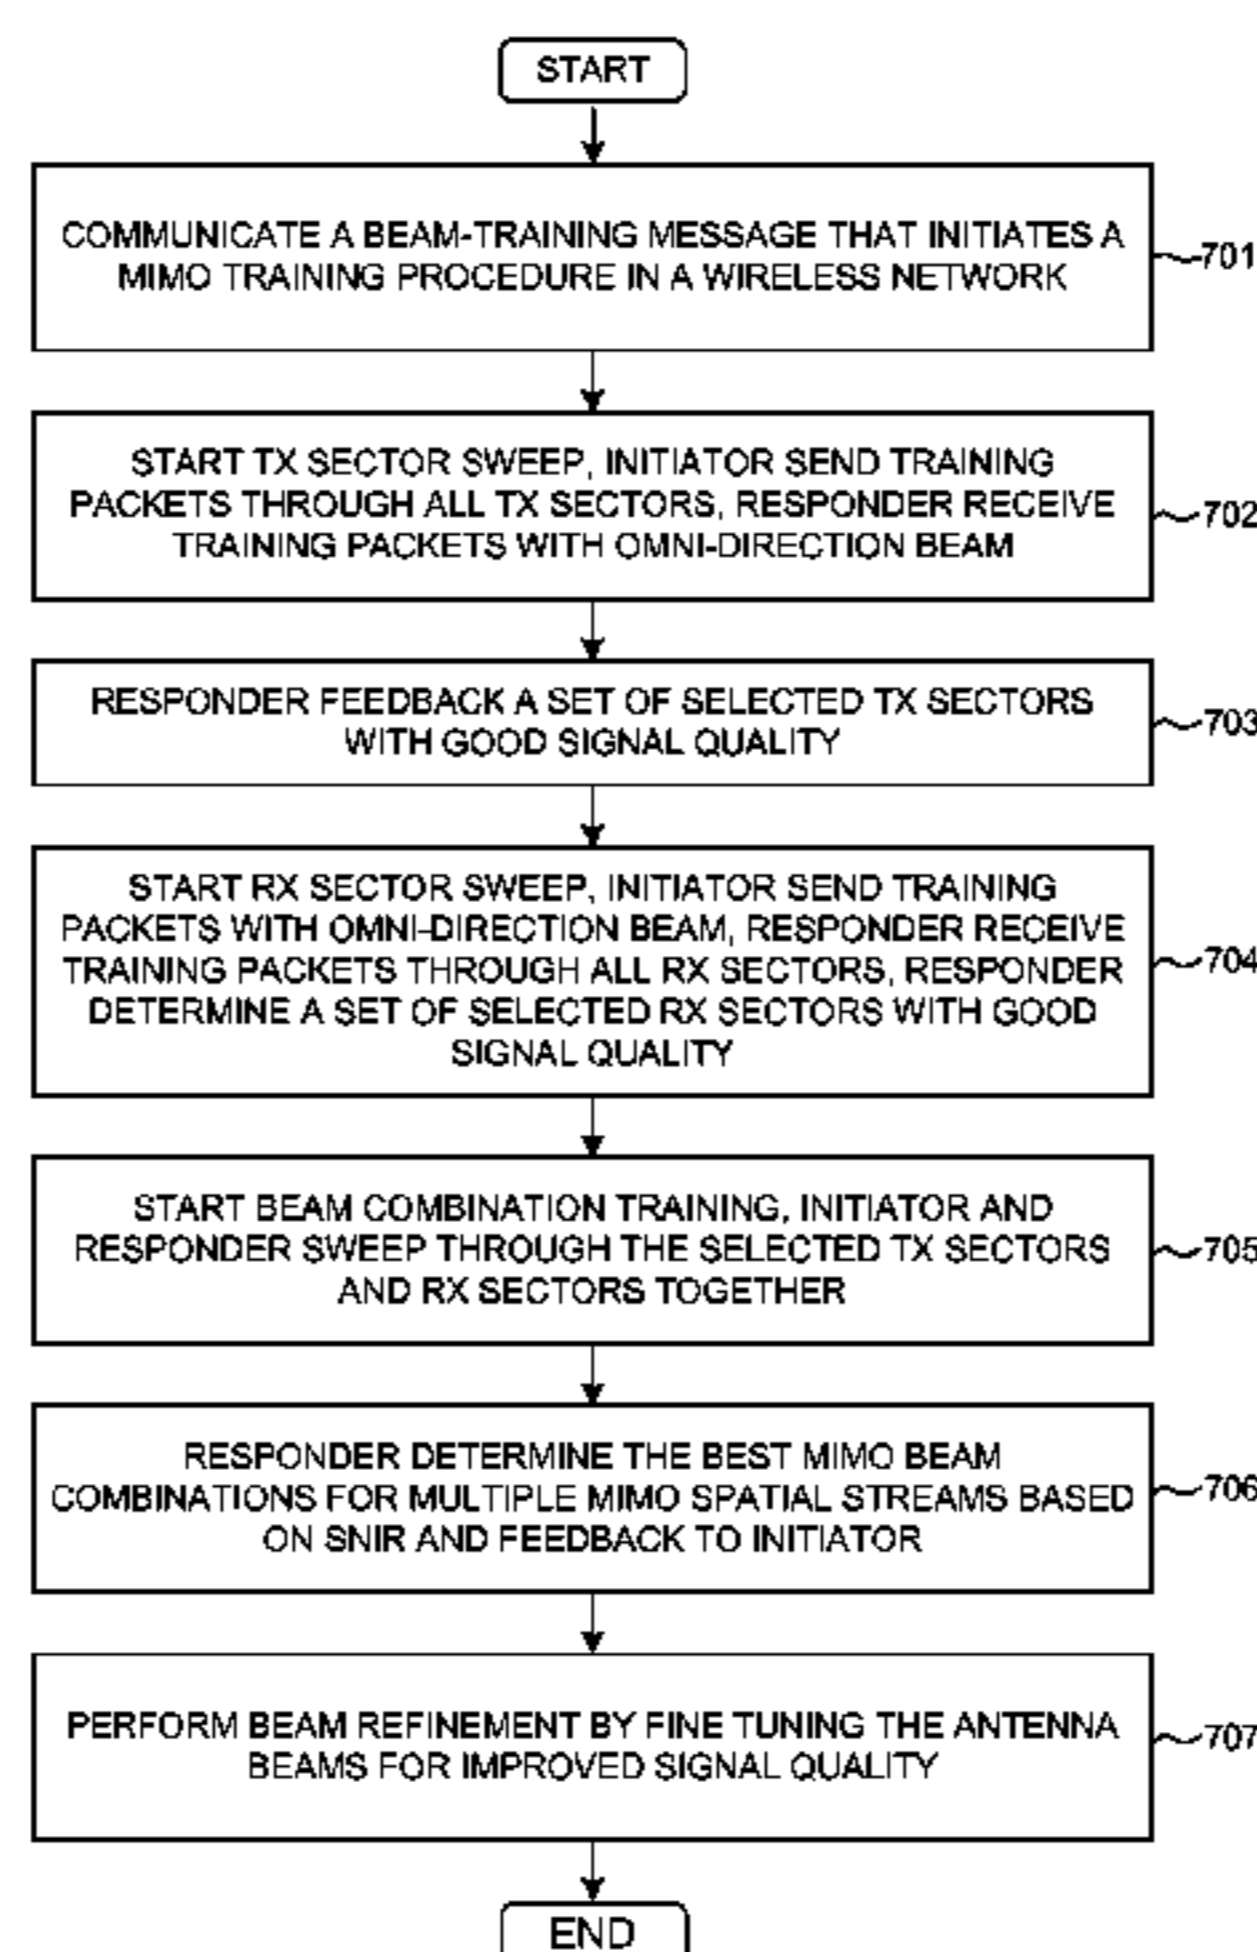 START
COMMUNICATE A BEAM-TRAINING MESSAGE THAT INITIATES A
MIMO TRAINING PROCEDURE IN A WIRELESS NETWORK
701
START TX SECTOR SWEEP, INITIATOR SEND TRAINING
PACKETS THROUGH ALL TX SECTORS, RESPONDER RECEIVE
TRAINING PACKETS WITH OMNI-DIRECTION BEAM
702
RESPONDER FEEDBACK A SET OF SELECTED TX SECTORS
WITH GOOD SIGNAL QUALITY
703
START RX SECTOR SWEEP, INITIATOR SEND TRAINING
PACKETS WITH OMNI-DIRECTION BEAM, RESPONDER RECEIVE
TRAINING PACKETS THROUGH ALL RX SECTORS, RESPONDER
DETERMINE A SET OF SELECTED RX SECTORS WITH GOOD
SIGNAL QUALITY
704
START BEAM COMBINATION TRAINING, INITIATOR AND
RESPONDER SWEEP THROUGH THE SELECTED TX SECTORS
AND RX SECTORS TOGETHER
705
RESPONDER DETERMINE THE BEST MIMO BEAM
COMBINATIONS FOR MULTIPLE MIMO SPATIAL STREAMS BASED
ON SNIR AND FEEDBACK TO INITIATOR
706
PERFORM BEAM REFINEMENT BY FINE TUNING THE ANTENNA
BEAMS FOR IMPROVED SIGNAL QUALITY
707
END